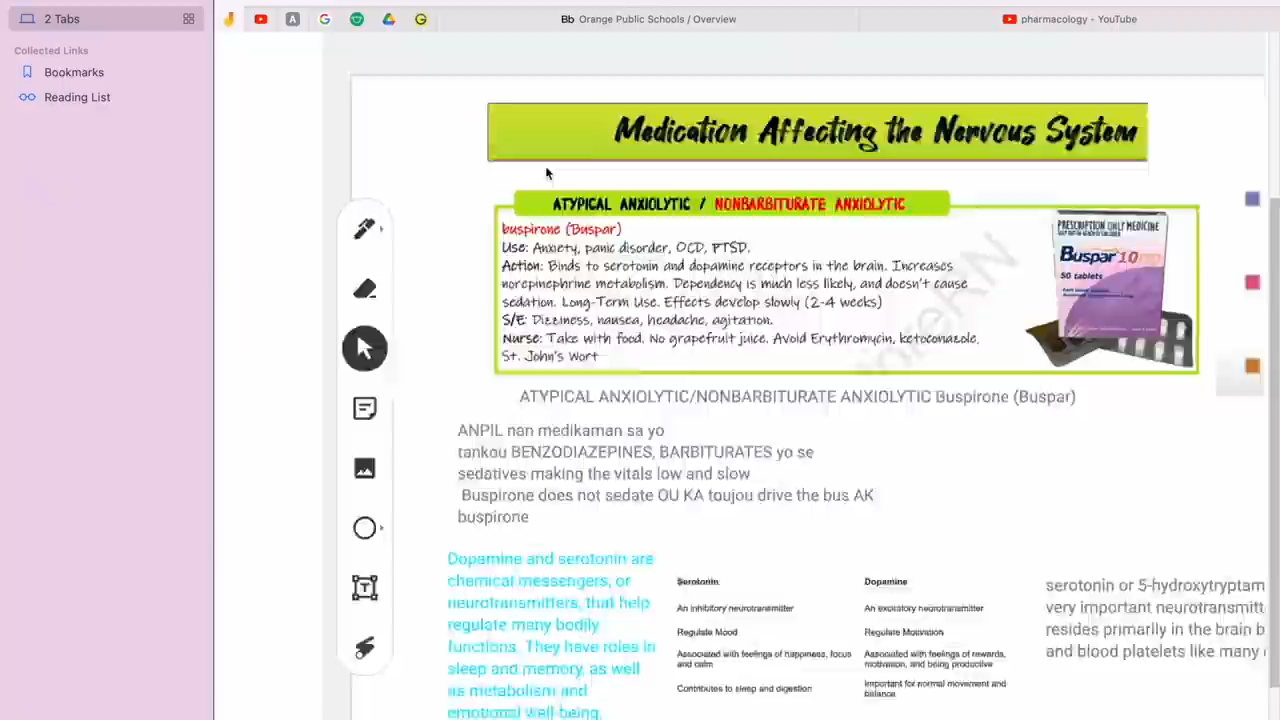 2 Tabs
Collected Links
Bookmarks
Reading List
A
G
Bb Orange Public Schools / Overview
pharmacology - YouTube
Medication Affecting the Nervous System
ATYPICAL ANXIOLYTIC / NONBARBITURATE ANXIOLYTIC
buspirone (Buspar)
Use: Anxiety, panic disorder, OCD, PTSD.
Action: Binds to serotonin and dopamine receptors in the brain. Increases
norepinephrine metabolism. Dependency is much less likely, and doesn't cause
sedation. Long-Term Use. Effects develop slowly (2-4 weeks)
S/E: Dizziness, nausea, headache, agitation.
Nurse: Take with food. No grapefruit juice. Avoid Erythromycin, ketoconazole,
St. John's Wort
PRESCRIPTION ONLY MEDICINE
Buspar 10
50 tablets
ATYPICAL ANXIOLYTIC/NONBARBITURATE ANXIOLYTIC Buspirone (Buspar)
ANPIL nan medikaman sa yo
tankou BENZODIAZEPINES, BARBITURATES yo se
sedatives making the vitals low and slow
Buspirone does not sedate OU KA toujou drive the bus AK
buspirone
Dopamine and serotonin are
chemical messengers, or
neurotransmitters, that help
regulate many bodily
functions. They have roles in
sleep and memory, as well
as metabolism and
emotional well-being.
Serotonin Dopamine
An inhibitory neurotransmitter An excitatory neurotransmitter
Regulate Mood Regulate Motivation
Associated with feelings of happiness, focus Associated with feelings of rewards,
and calm motivation, and being productive
Contributes to sleep and digestion Important for normal movement and
balance
serotonin or 5-hydroxytryptam
very important neurotransmitt
resides primarily in the brain b
and blood platelets like many